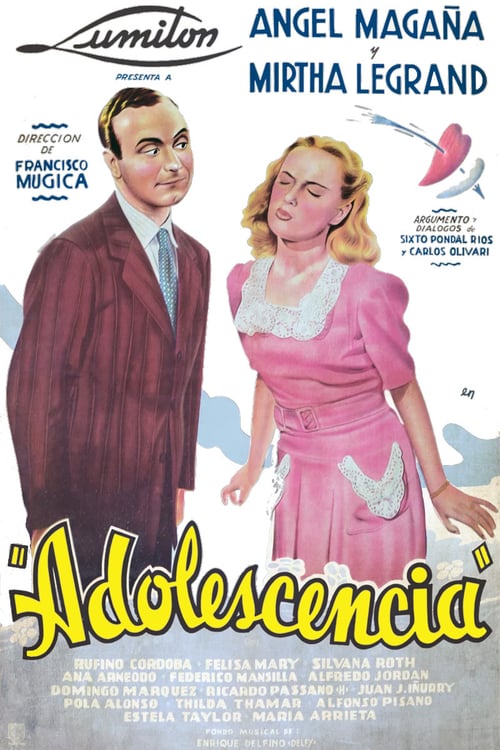 Lumiton
PRESENTA A
ANGEL MAGAÑA
y
MIRTHA LEGRAND
DIRECCION
DE
FRANCISCO
MUGICA
ARGUMENTO Y
DIALOGOS de
SIXTO PONDAL RIOS
y CARLOS OLIVARI
en
"Adolescencia"
RUFINO CORDOBA - FELISA MARY - SILVANA ROTH
ANA ARNEODO - FEDERICO MANSILLA - ALFREDO JORDAN
DOMINGO MARQUEZ - RICARDO PASSANO (H) - JUAN J. IÑURRY
POLA ALONSO - THILDA THAMAR - ALFONSO PISANO
ESTELA TAYLOR - MARIA ARRIETA
FONDO MUSICAL DE:
ENRIQUE DELFINO (DELFY)